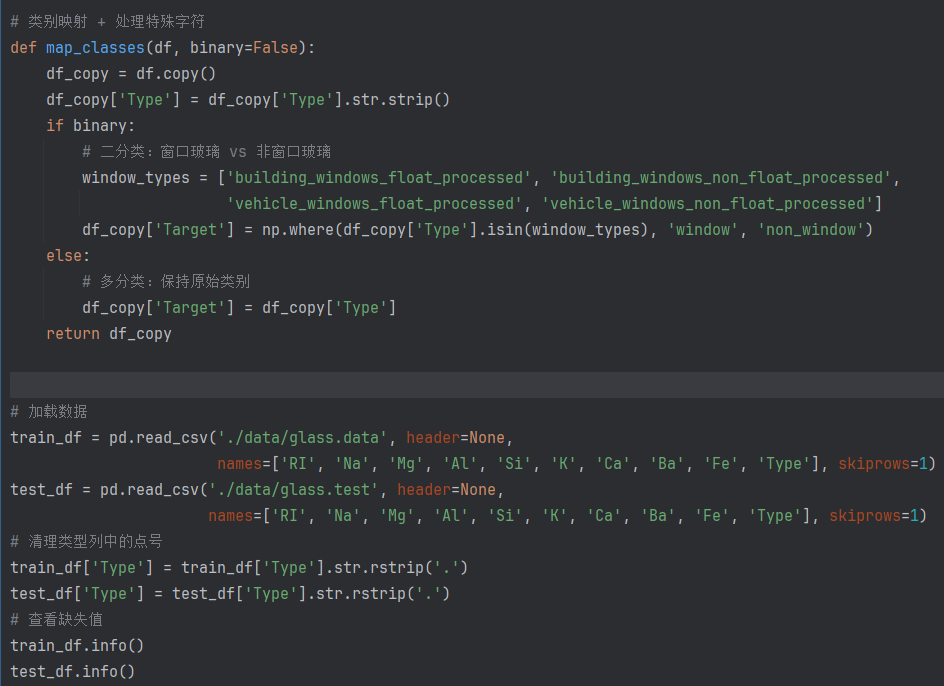 # 类别映射 + 处理特殊字符
def map_classes(df, binary=False):
    df_copy = df.copy()
    df_copy['Type'] = df_copy['Type'].str.strip()
    if binary:
        # 二分类：窗口玻璃 vs 非窗口玻璃
        window_types = ['building_windows_float_processed', 'building_windows_non_float_processed',
                        'vehicle_windows_float_processed', 'vehicle_windows_non_float_processed']
        df_copy['Target'] = np.where(df_copy['Type'].isin(window_types), 'window', 'non_window')
    else:
        # 多分类：保持原始类别
        df_copy['Target'] = df_copy['Type']
    return df_copy
# 加载数据
train_df = pd.read_csv('./data/glass.data', header=None,
                       names=['RI', 'Na', 'Mg', 'Al', 'Si', 'K', 'Ca', 'Ba', 'Fe', 'Type'], skiprows=1)
test_df = pd.read_csv('./data/glass.test', header=None,
                      names=['RI', 'Na', 'Mg', 'Al', 'Si', 'K', 'Ca', 'Ba', 'Fe', 'Type'], skiprows=1)
# 清理类型列中的点号
train_df['Type'] = train_df['Type'].str.rstrip('.')
test_df['Type'] = test_df['Type'].str.rstrip('.')
# 查看缺失值
train_df.info()
test_df.info()